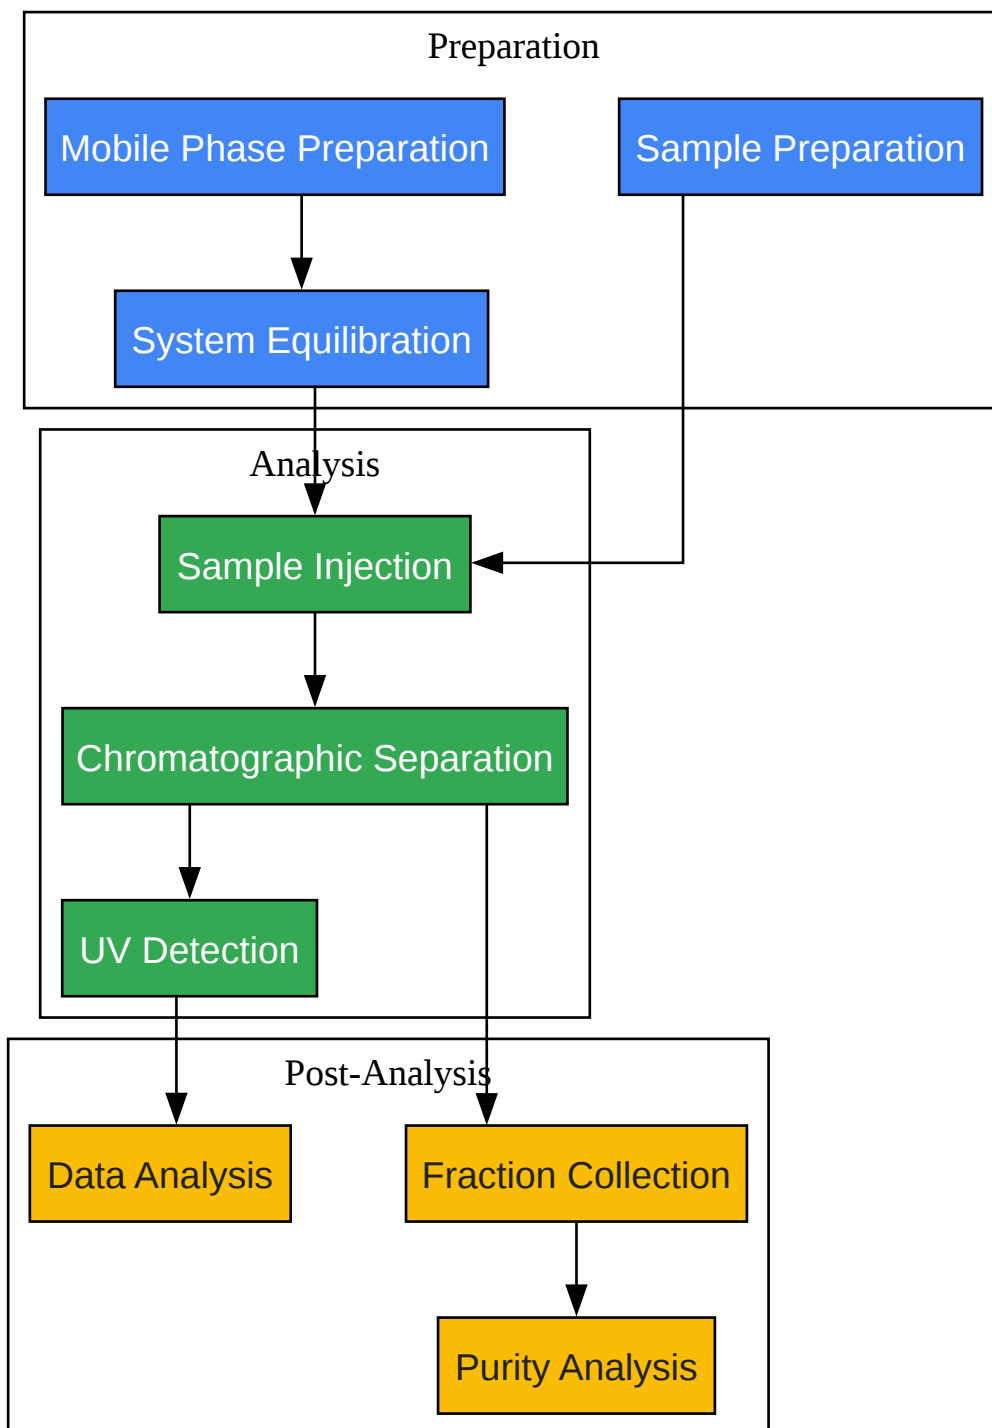 Preparation
Mobile Phase Preparation
Sample Preparation
System Equilibration
Analysis
Sample Injection
Chromatographic Separation
UV Detection
Post-Analysis
Data Analysis
Fraction Collection
Purity Analysis